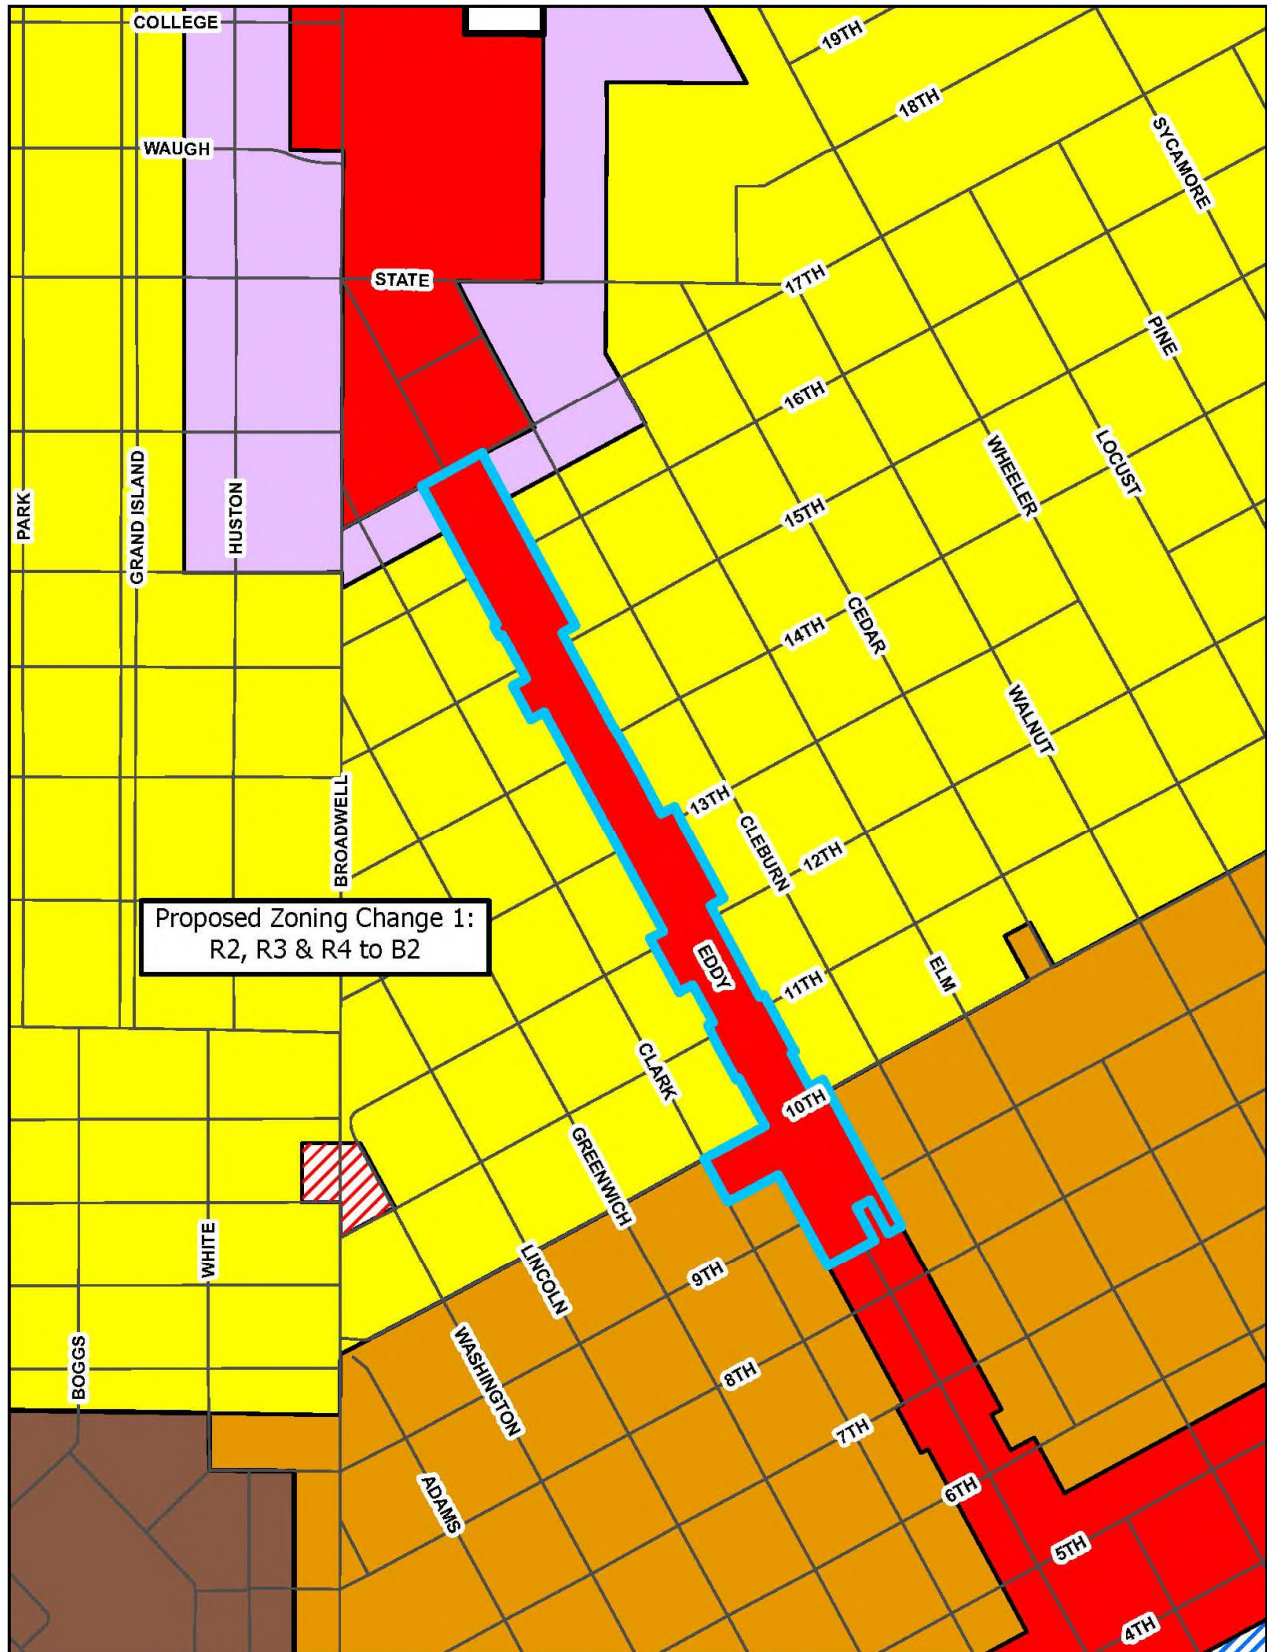 COLLEGE
19TH
18TH
WAUGH
SYCAMORE
STATE
17TH
PINE
16TH
PARK
GRAND ISLAND
HUSTON
WHEELER
LOCUST
15TH
CEDAR
14TH
WALNUT
BROADWELL
13TH
CLEBURN
12TH
Proposed Zoning Change 1:
R2, R3 & R4 to B2
EDDY
ELM
11TH
CLARK
10TH
GREENWICH
WHITE
LINCOLN
9TH
BOGGS
WASHINGTON
8TH
7TH
ADAMS
6TH
5TH
4TH